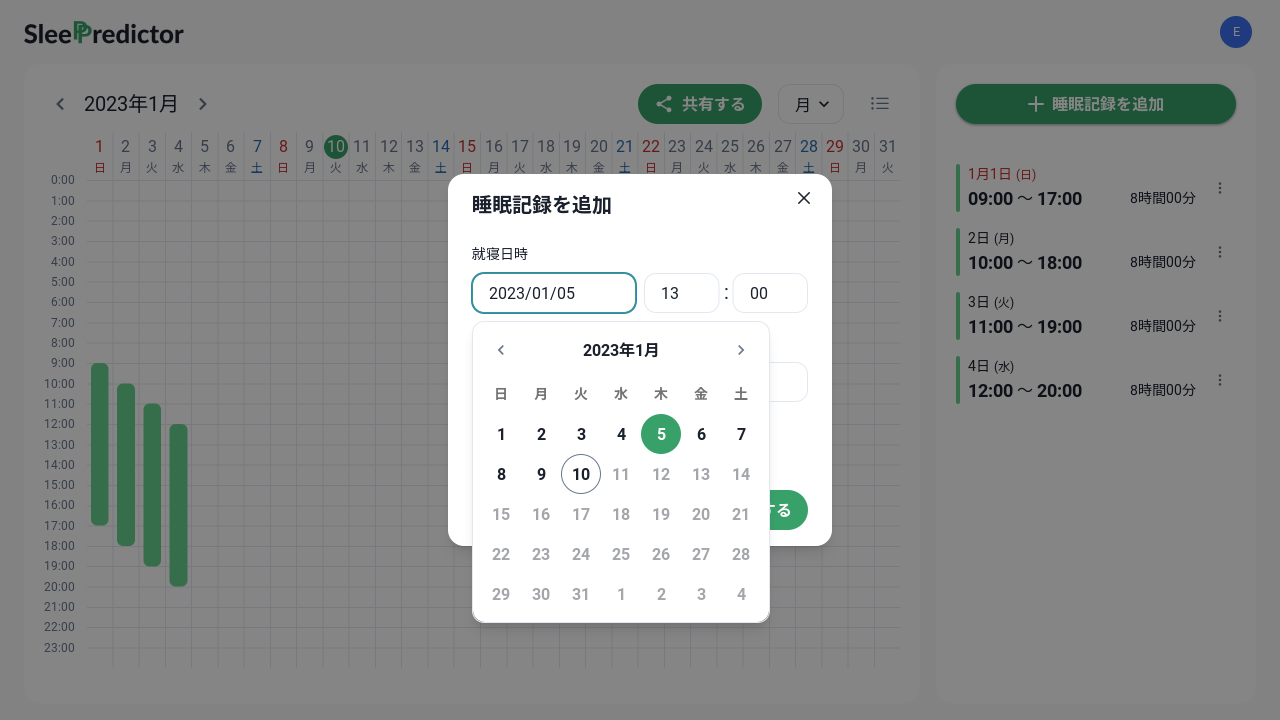 SleePredictor
E
2023年1月
共有する
月
睡眠記録を追加
1 2 3 4 5 6 7 8 9 10 11 12 13 14 15 16 17 18 19 20 21 22 23 24 25 26 27 28 29 30 31
日 月 火 水 木 金 土 日 月 火 水 木 金 土 日 月 火 水 木 金 土 日 月 火 水 木 金 土 日 月 火
0:00
1:00
2:00
3:00
4:00
5:00
6:00
7:00
8:00
9:00
10:00
11:00
12:00
13:00
14:00
15:00
16:00
17:00
18:00
19:00
20:00
21:00
22:00
23:00
睡眠記録を追加
就寝日時
2023/01/05
13 : 00
2023年1月
日 月 火 水 木 金 土
1 2 3 4 5 6 7
8 9 10 11 12 13 14
15 16 17 18 19 20 21
22 23 24 25 26 27 28
29 30 31 1 2 3 4
する
1月1日 (日)
09:00 〜 17:00 8時間00分
2日 (月)
10:00 〜 18:00 8時間00分
3日 (火)
11:00 〜 19:00 8時間00分
4日 (水)
12:00 〜 20:00 8時間00分